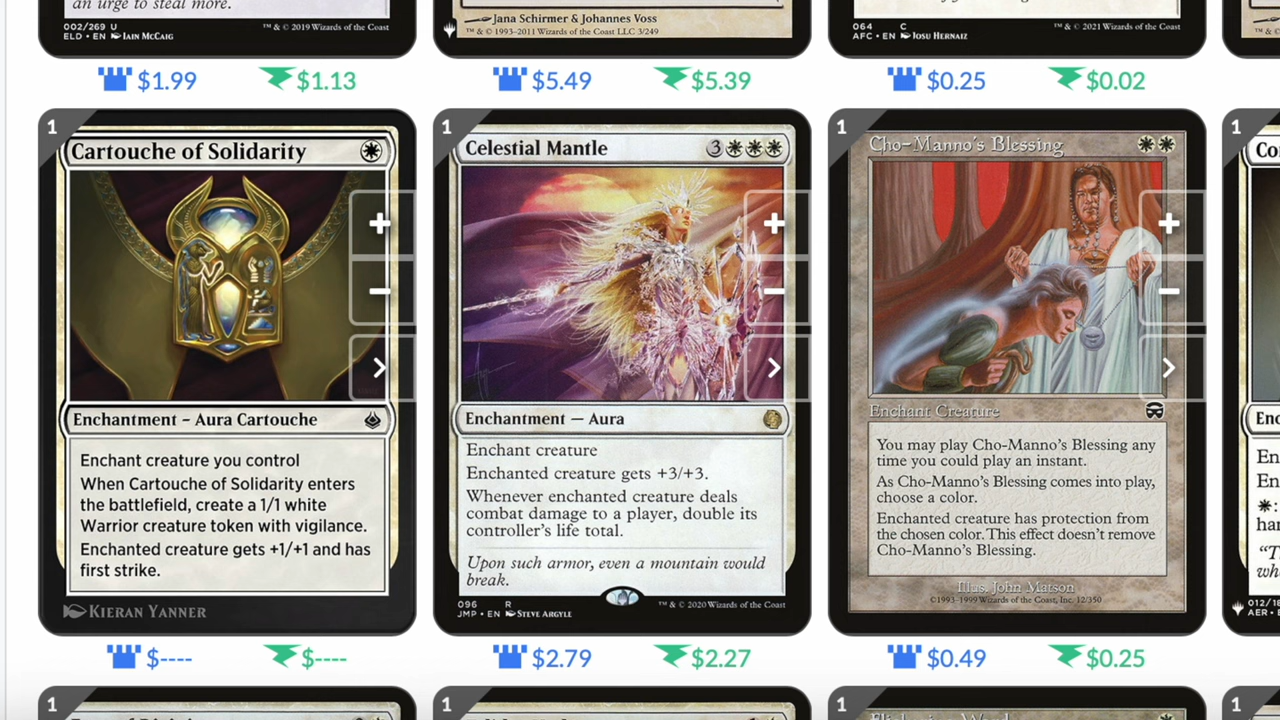 an urge to steal more.
002/269 U
ELD • EN Iain McCaig
™ & © 2019 Wizards of the Coast
Jana Schirmer & Johannes Voss
™ & © 1993-2011 Wizards of the Coast LLC 3/249
064 C
AFC • EN Josu Hernaiz
™ & © 2021 Wizards of the Coast
$1.99 $1.13
$5.49 $5.39
$0.25 $0.02
1
Cartouche of Solidarity
+
−
>
Enchantment – Aura Cartouche
Enchant creature you control
When Cartouche of Solidarity enters
the battlefield, create a 1/1 white
Warrior creature token with vigilance.
Enchanted creature gets +1/+1 and has
first strike.
Kieran Yanner
$---- $----
1
Celestial Mantle 3
+
−
>
Enchantment — Aura
Enchant creature
Enchanted creature gets +3/+3.
Whenever enchanted creature deals
combat damage to a player, double its
controller's life total.
Upon such armor, even a mountain would
break.
096 R
JMP • EN Steve Argyle
™ & © 2020 Wizards of the Coast
$2.79 $2.27
1
Cho-Manno's Blessing
+
−
>
Enchant Creature
You may play Cho-Manno's Blessing any
time you could play an instant.
As Cho-Manno's Blessing comes into play,
choose a color.
Enchanted creature has protection from
the chosen color. This effect doesn't remove
Cho-Manno's Blessing.
Illus. John Matson
©1993-1999 Wizards of the Coast, Inc. 12/350
$0.49 $0.25
1
AER • E
1
1
1
1